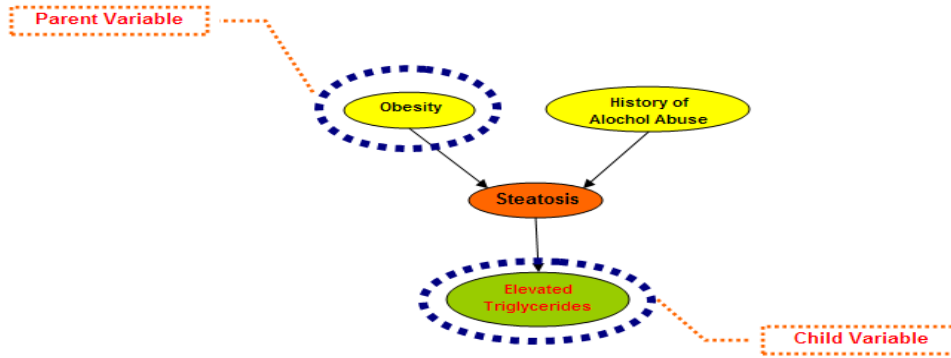 Parent Variable
Obesity
History of
Alochol Abuse
Steatosis
Elevated
Triglycerides
Child Variable